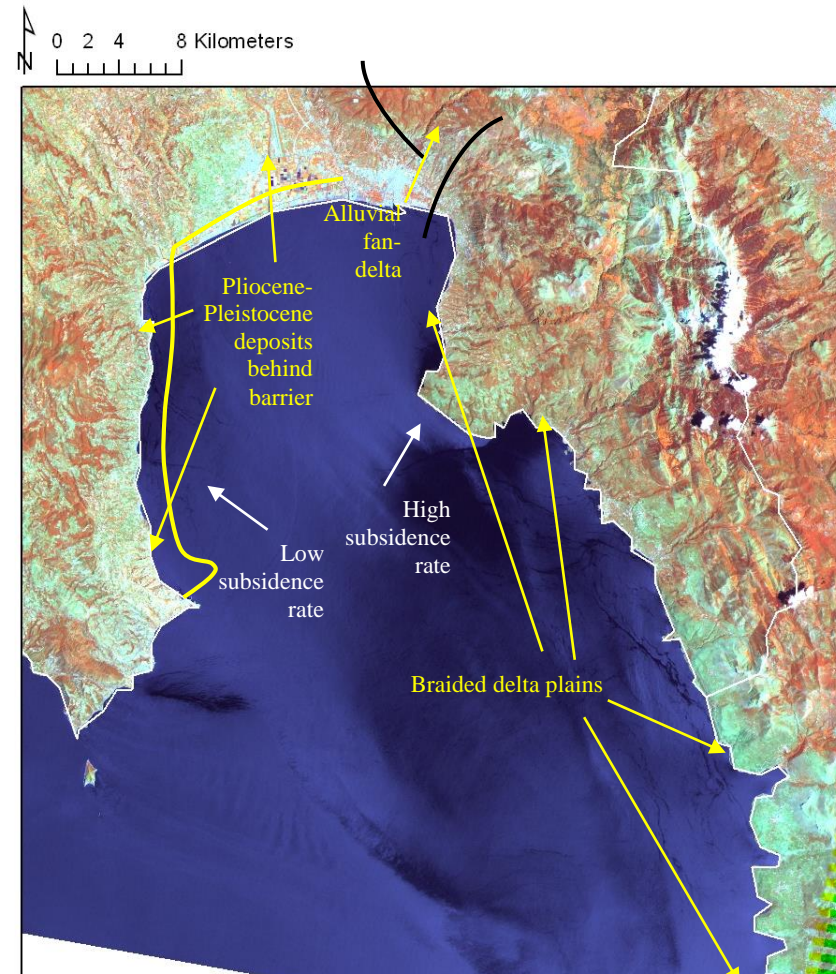 N
0 2 4 8 Kilometers
Alluvial
fan-
delta
Pliocene-
Pleistocene
deposits
behind
barrier
High
subsidence
rate
Low
subsidence
rate
Braided delta plains